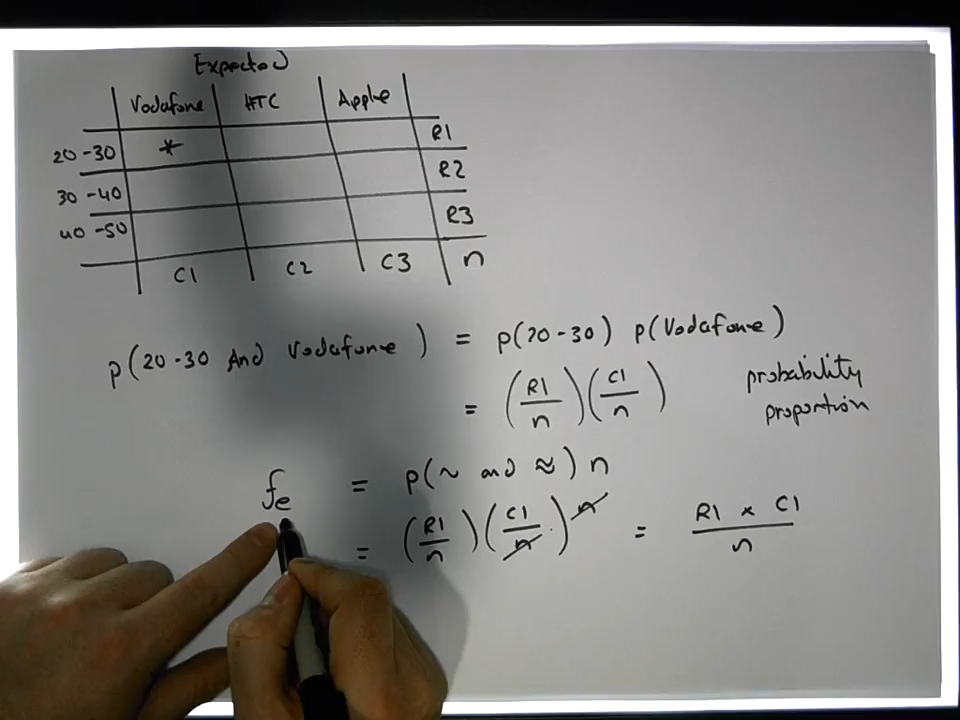 Expected
Vodafone HTC Apple
20-30 * R1
30-40 R2
40-50 R3
C1 C2 C3 n
p(20-30 And Vodafone) = p(20-30) p(Vodafone)
= (R1/n)(C1/n) probability
proportion
fe = p(~ and ≈) n
= (R1/n)(C1/n)n = R1 × C1/n